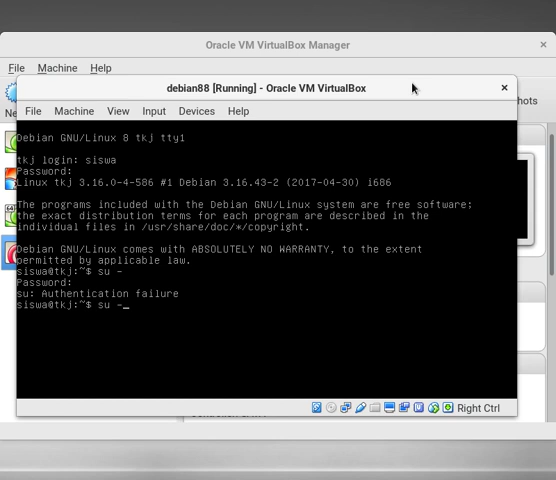 Oracle VM VirtualBox Manager
File Machine Help
debian88 [Running] - Oracle VM VirtualBox
File Machine View Input Devices Help
Debian GNU/Linux 8 tkj tty1
tkj login: siswa
Password:
Linux tkj 3.16.0-4-586 #1 Debian 3.16.43-2 (2017-04-30) i686
The programs included with the Debian GNU/Linux system are free software;
the exact distribution terms for each program are described in the
individual files in /usr/share/doc/*/copyright.
Debian GNU/Linux comes with ABSOLUTELY NO WARRANTY, to the extent
permitted by applicable law.
siswa@tkj:~$ su -
Password:
su: Authentication failure
siswa@tkj:~$ su -_
Right Ctrl